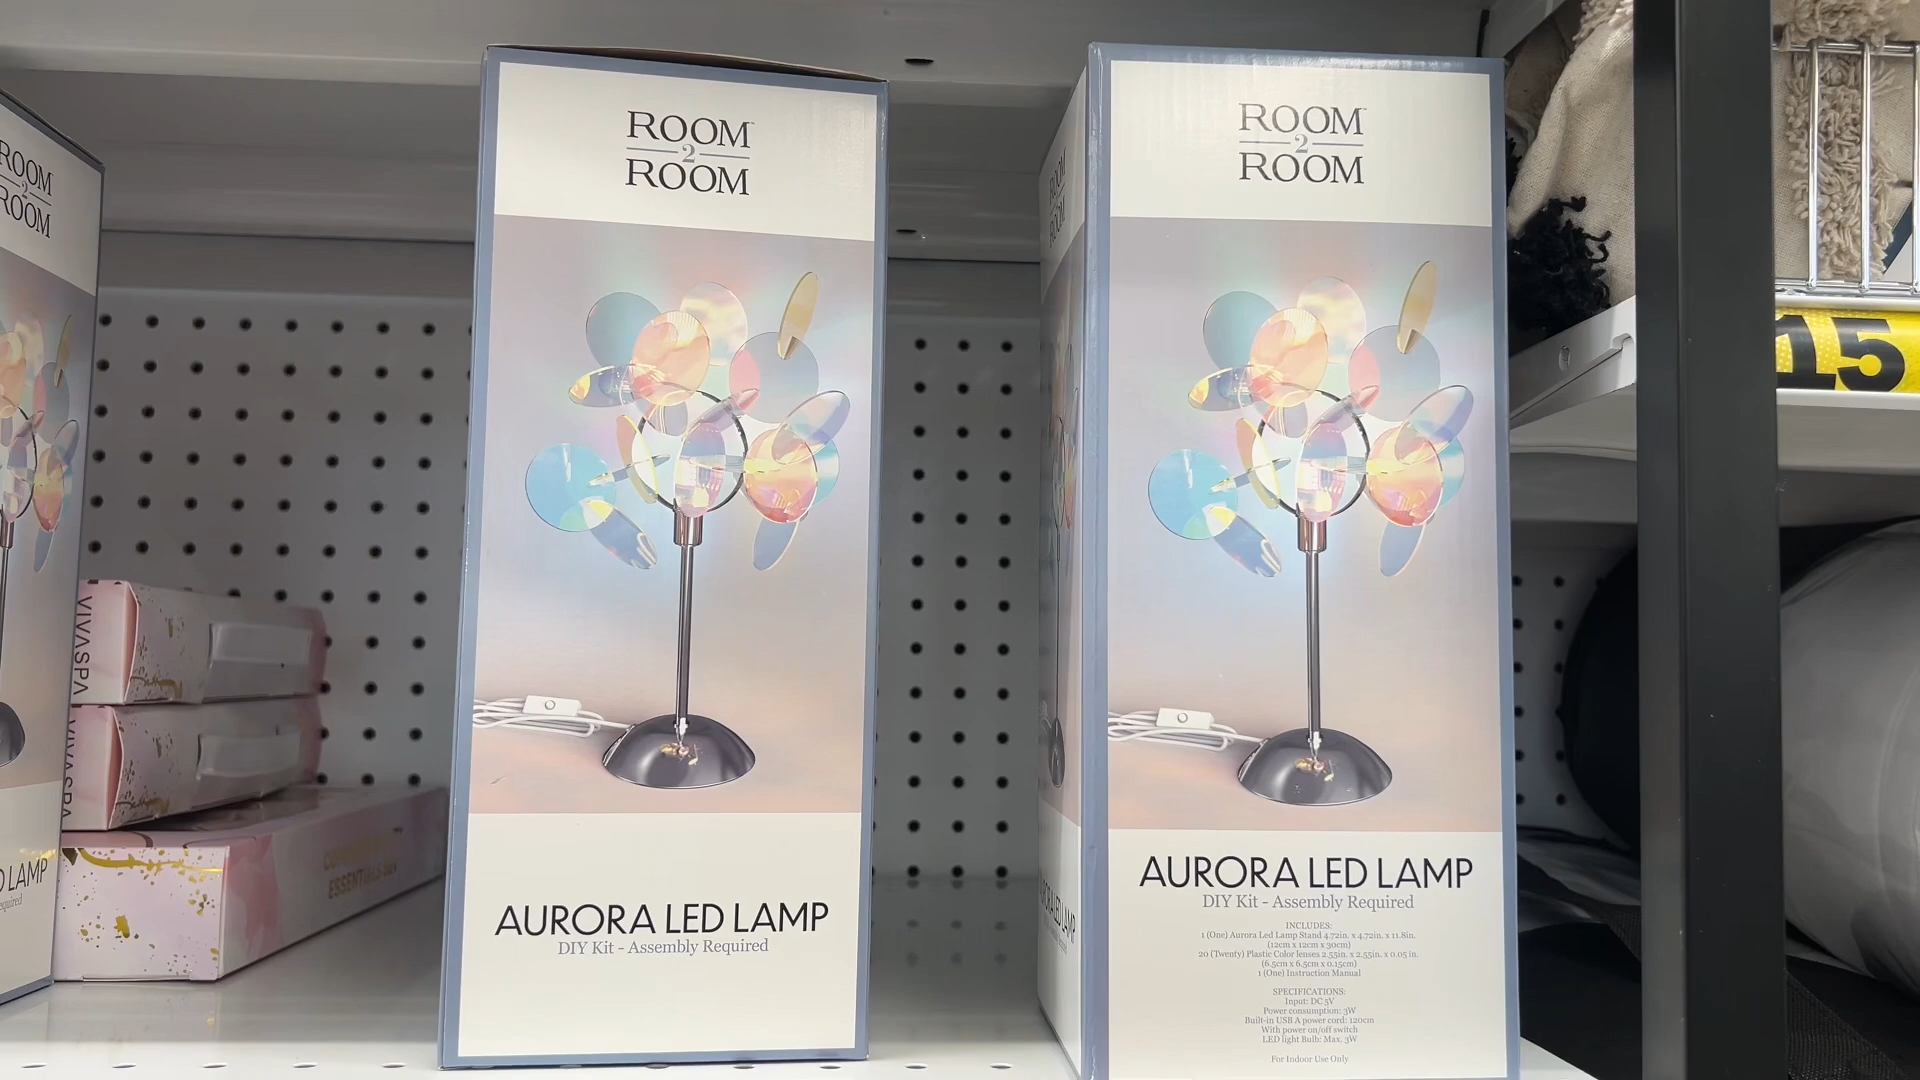 ROOM
2
ROOM
LAMP
VIVASPA
VIVASPA
ROOM™
2
ROOM
AURORA LED LAMP
DIY Kit - Assembly Required
ROOM
ROOM
ROOM™
2
ROOM
AURORA LED LAMP
DIY Kit - Assembly Required
INCLUDES:
1 (One) Aurora Led Lamp Stand 4.72in. x 4.72in. x 11.8in.
(12cm x 12cm x 30cm)
20 (Twenty) Plastic Color lenses 2.55in. x 2.55in. x 0.05 in.
(6.5cm x 6.5cm x 0.15cm)
1 (One) Instruction Manual
SPECIFICATIONS:
Input: DC 5V
Power consumption: 3W
Built-in USB A power cord: 120cm
With power on/off switch
LED light Bulb: Max. 3W
For Indoor Use Only
15